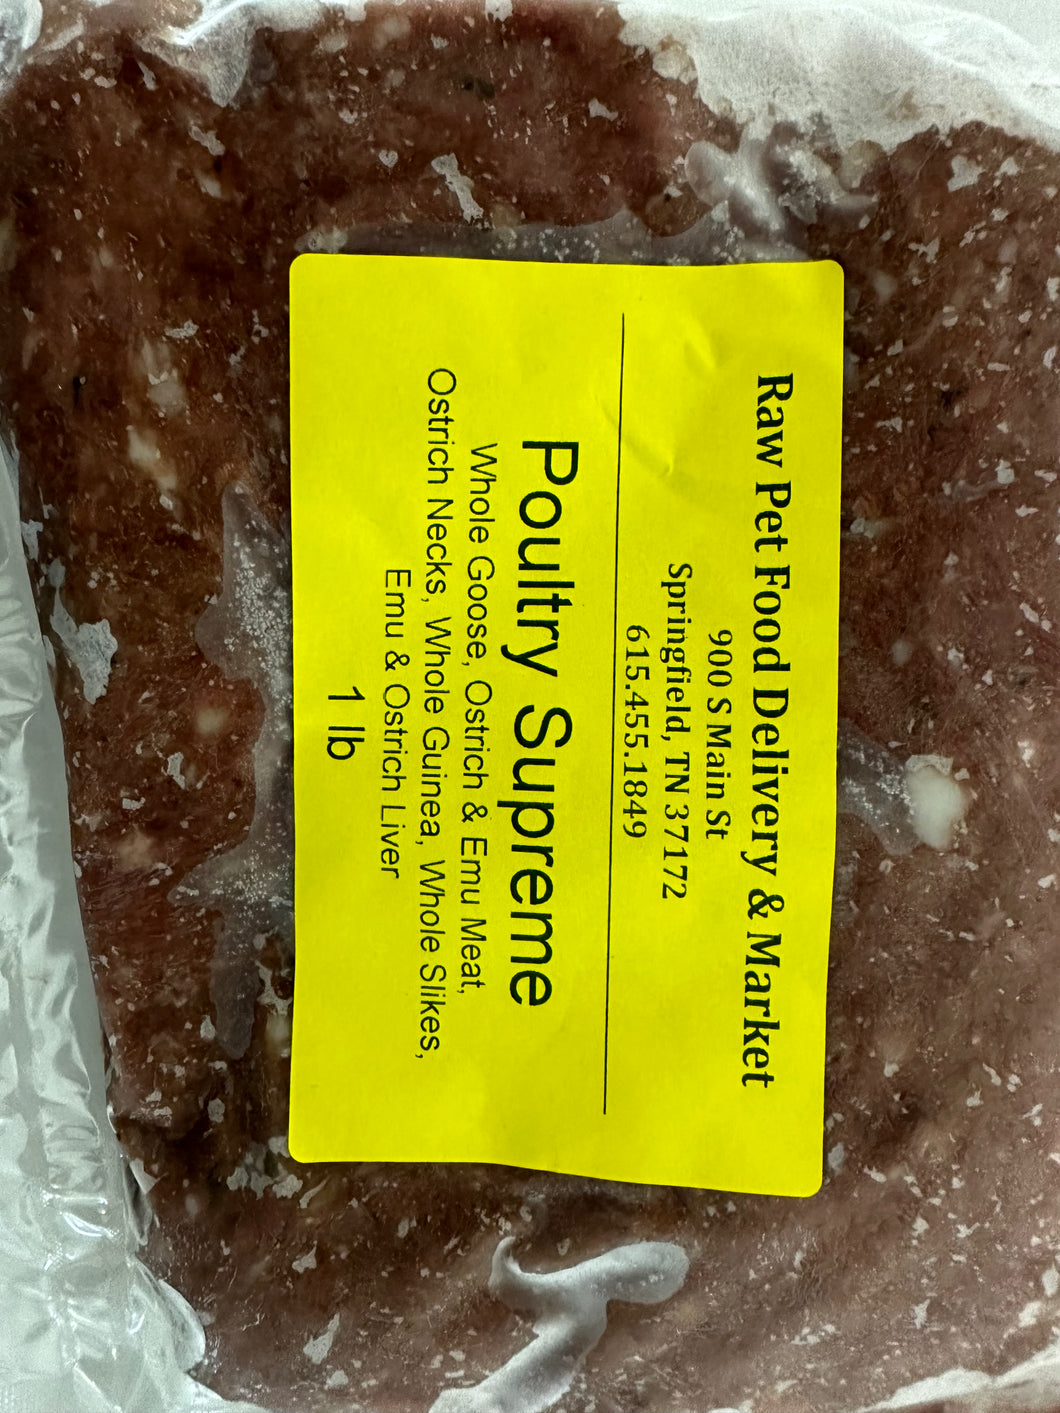 Raw Pet Food Delivery & Market
900 S Main St
Springfield, TN 37172
615.455.1849
Poultry Supreme
Whole Goose, Ostrich & Emu Meat,
Ostrich Necks, Whole Guinea, Whole Slikes,
Emu & Ostrich Liver
1 lb